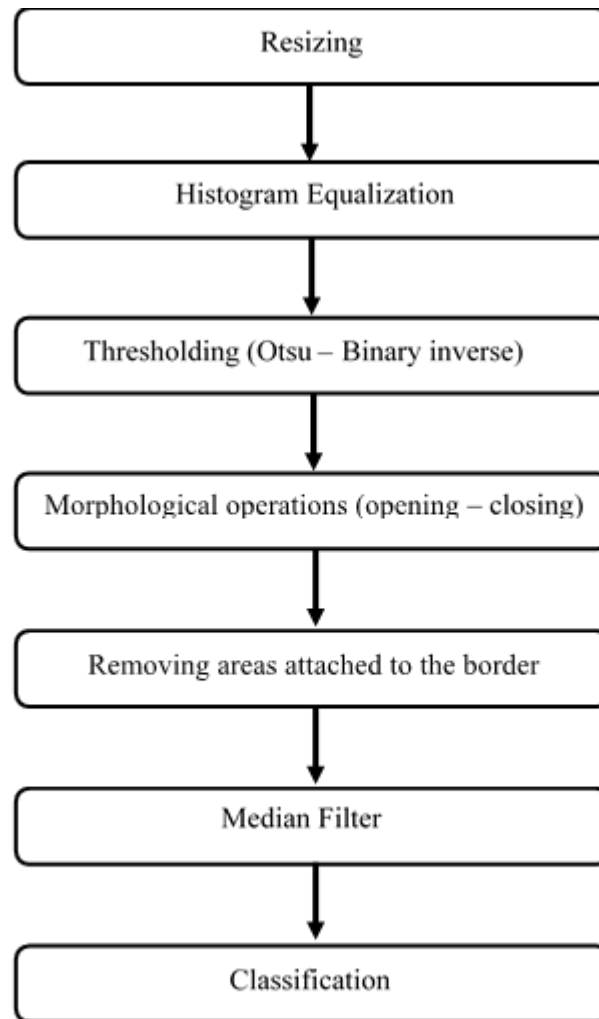 Resizing
Histogram Equalization
Thresholding (Otsu – Binary inverse)
Morphological operations (opening – closing)
Removing areas attached to the border
Median Filter
Classification